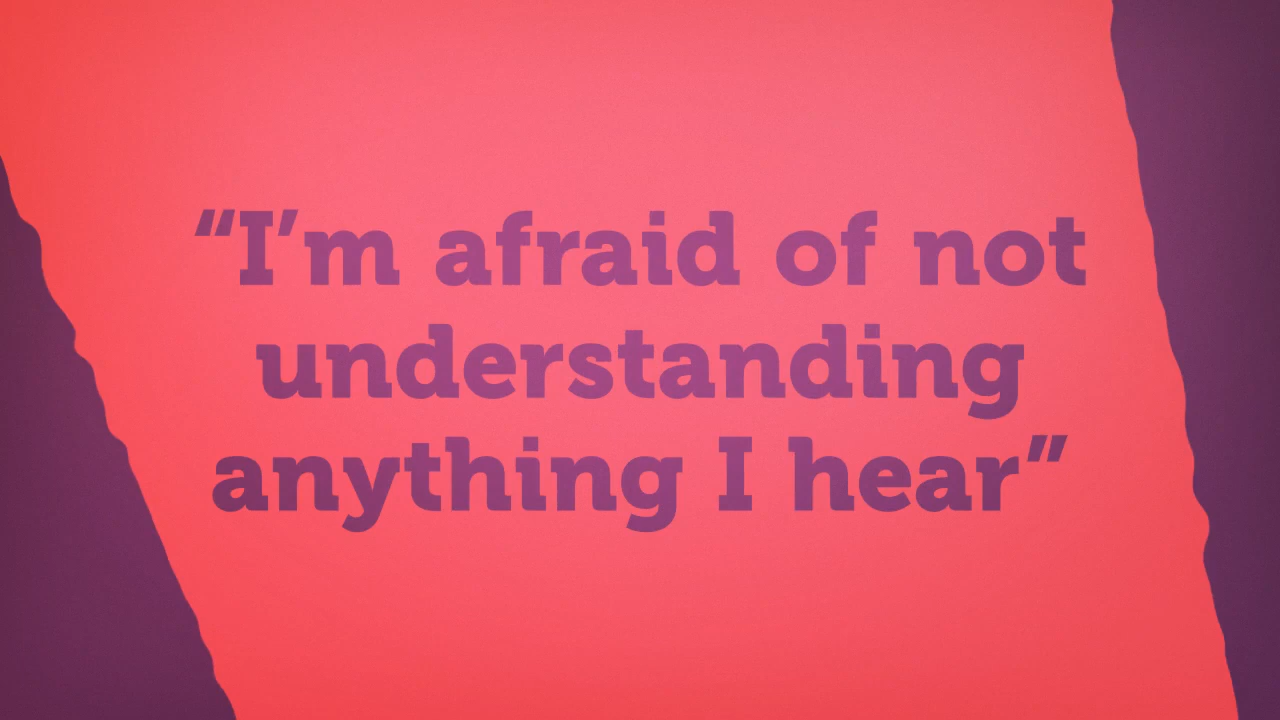 “I’m afraid of not
understanding
anything I hear”